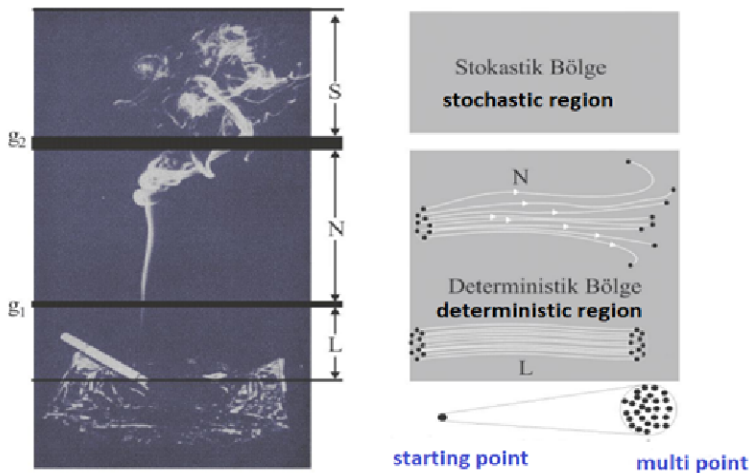 S
g2
N
g1
L
Stokastik Bölge
stochastic region
N
Deterministik Bölge
deterministic region
L
starting point
multi point